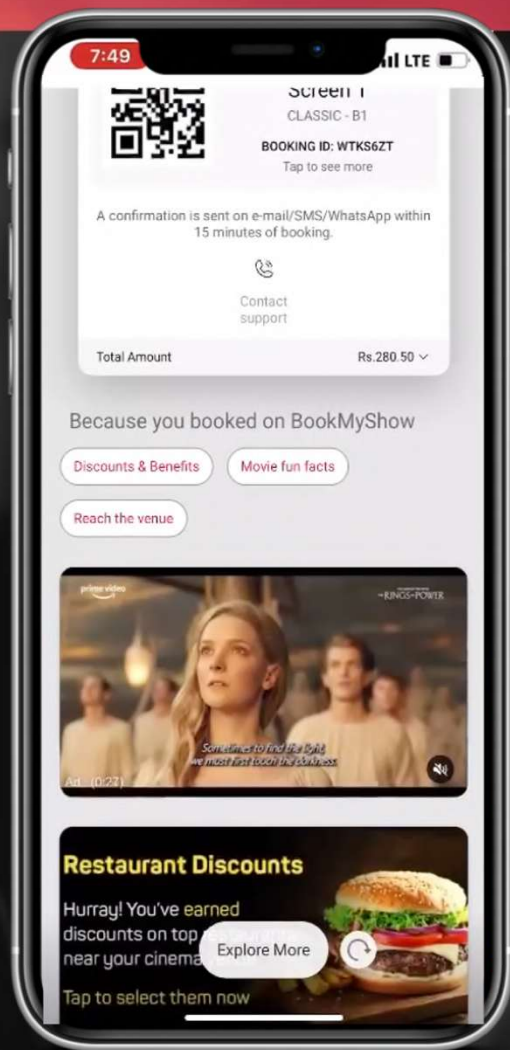 7:49
LTE
Screen 1
CLASSIC - B1
BOOKING ID: WTKS6ZT
Tap to see more
A confirmation is sent on e-mail/SMS/WhatsApp within
15 minutes of booking.
Contact
support
Total Amount Rs.280.50
Because you booked on BookMyShow
Discounts & Benefits Movie fun facts
Reach the venue
prime video
THE RINGS OF POWER
Sometimes to find the light,
we must first touch the darkness.
Ad : (0:27)
Restaurant Discounts
Hurray! You've earned
discounts on top
near your cinema
Explore More
Tap to select them now